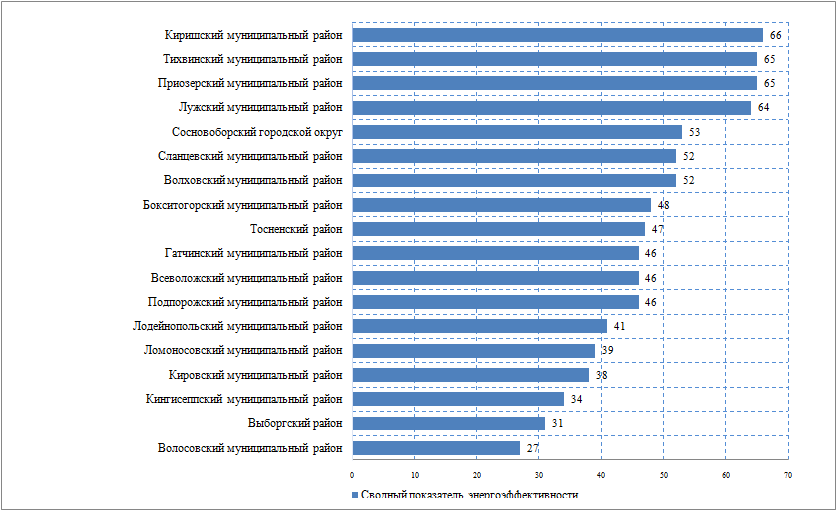 Киришский муниципальный район 66
Тихвинский муниципальный район 65
Приозерский муниципальный район 65
Лужский муниципальный район 64
Сосновоборский городской округ 53
Сланцевский муниципальный район 52
Волховский муниципальный район 52
Бокситогорский муниципальный район 48
Тосненский район 47
Гатчинский муниципальный район 46
Всеволожский муниципальный район 46
Подпорожский муниципальный район 46
Лодейнопольский муниципальный район 41
Ломоносовский муниципальный район 39
Кировский муниципальный район 38
Кингисеппский муниципальный район 34
Выборгский район 31
Волосовский муниципальный район 27
0 10 20 30 40 50 60 70
Сводный показатель энергоэффективности